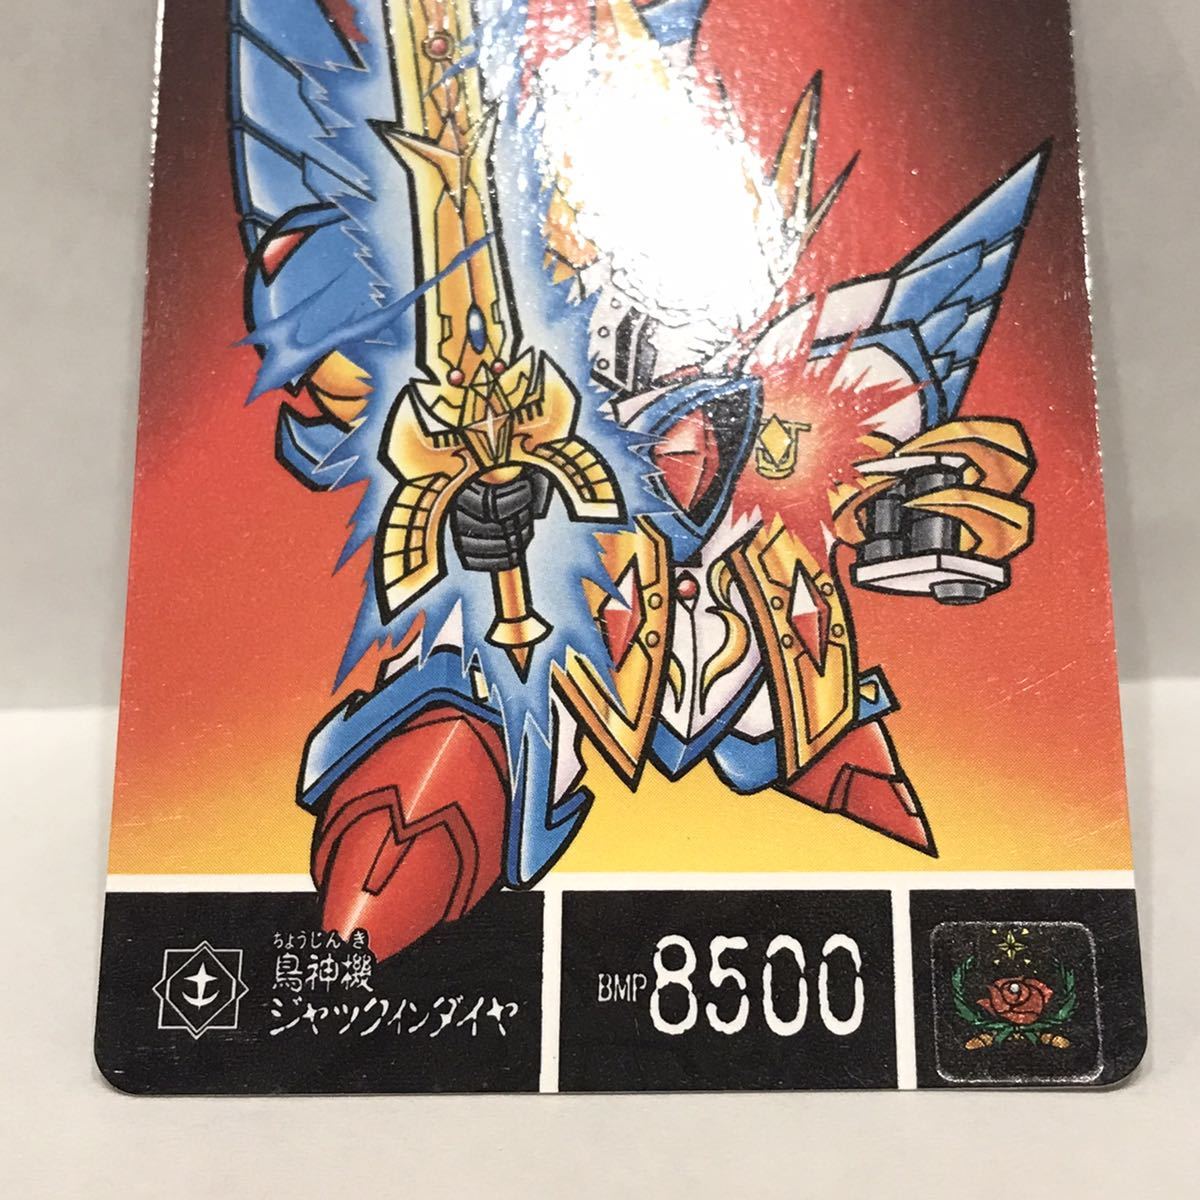 ちょうじんき
鳥神機
ジャックインダイヤ
BMP 8500